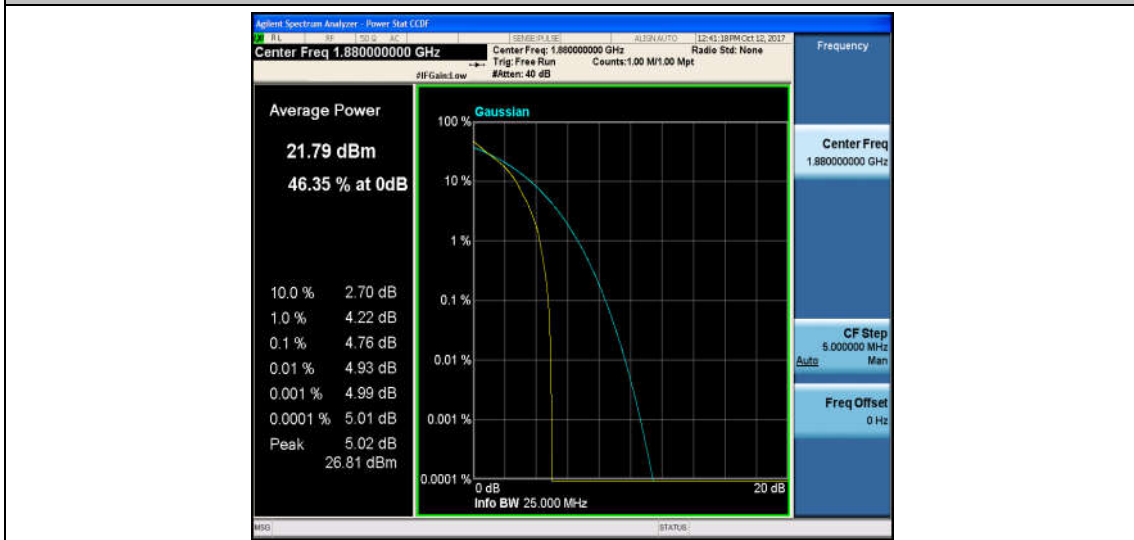 Agilent Spectrum Analyzer - Power Stat CCDF
RL RF 50 Ω AC SENSE:PULSE ALIGN AUTO 12:41:18 PM Oct 12, 2017
Center Freq 1.880000000 GHz
Center Freq: 1.880000000 GHz Radio Std: None
Trig: Free Run Counts:1.00 M/1.00 Mpt
#IFGain:Low #Atten: 40 dB
Frequency
Average Power
21.79 dBm
46.35 % at 0dB
10.0 % 2.70 dB
1.0 % 4.22 dB
0.1 % 4.76 dB
0.01 % 4.93 dB
0.001 % 4.99 dB
0.0001 % 5.01 dB
Peak 5.02 dB
26.81 dBm
Gaussian
100 %
10 %
1 %
0.1 %
0.01 %
0.001 %
0.0001 %
0 dB 20 dB
Info BW 25.000 MHz
Center Freq
1.880000000 GHz
CF Step
5.000000 MHz
Auto Man
Freq Offset
0 Hz
MSG STATUS